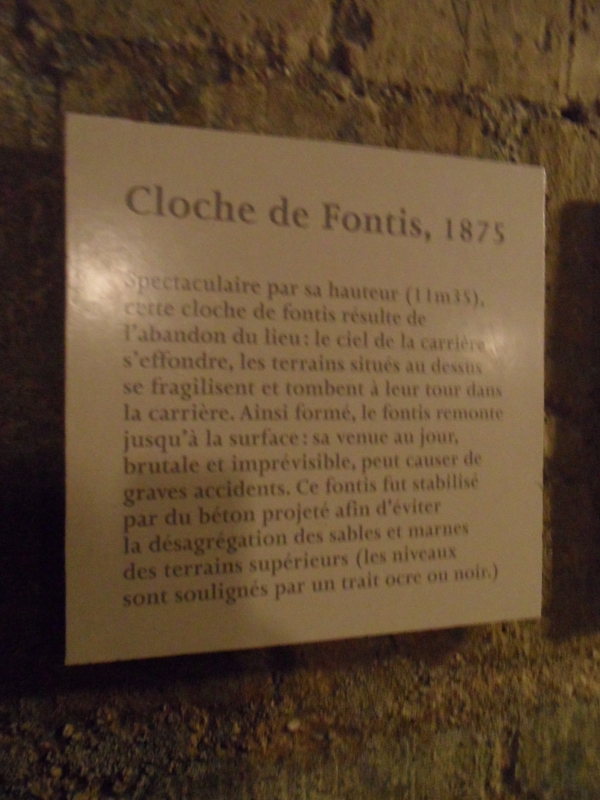 Cloche de Fontis, 1875
Spectaculaire par sa hauteur (11m35),
cette cloche de fontis résulte de
l'abandon du lieu : le ciel de la carrière
s'effondre, les terrains situés au dessus
se fragilisent et tombent à leur tour dans
la carrière. Ainsi formé, le fontis remonte
jusqu'à la surface : sa venue au jour,
brutale et imprévisible, peut causer de
graves accidents. Ce fontis fut stabilisé
par du béton projeté afin d'éviter
la désagrégation des sables et marnes
des terrains supérieurs (les niveaux
sont soulignés par un trait ocre ou noir.)